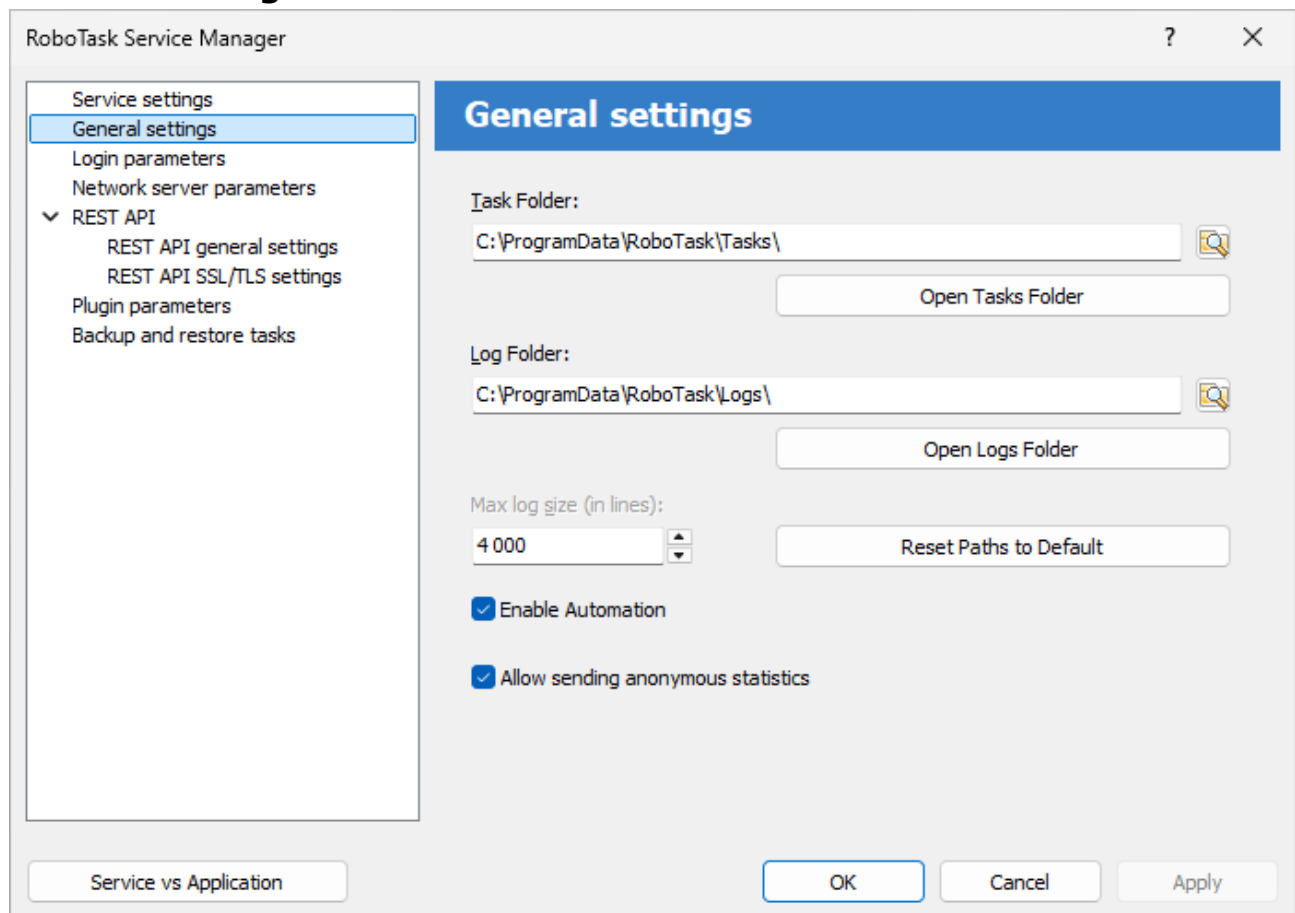 RoboTask Service Manager
?
Service settings
General settings
Login parameters
Network server parameters
REST API
REST API general settings
REST API SSL/TLS settings
Plugin parameters
Backup and restore tasks
General settings
Task Folder:
C:\ProgramData\RoboTask\Tasks\
Open Tasks Folder
Log Folder:
C:\ProgramData\RoboTask\Logs\
Open Logs Folder
Max log size (in lines):
4 000
Reset Paths to Default
Enable Automation
Allow sending anonymous statistics
Service vs Application
OK
Cancel
Apply